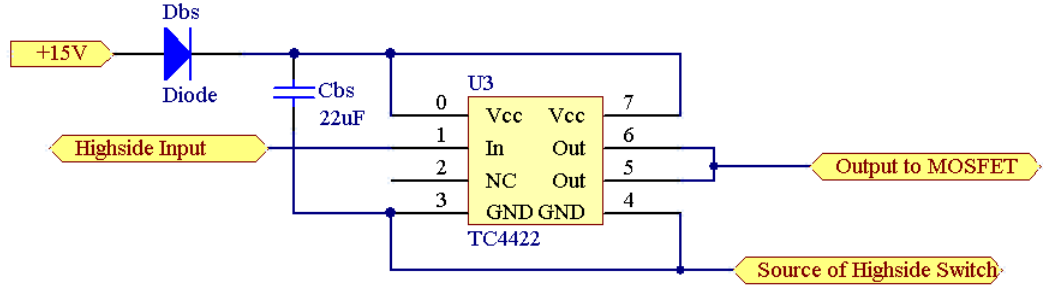 Dbs
+15V
Diode
Cbs
22uF
U3
0 Vcc Vcc 7
Highside Input
1 In Out 6
2 NC Out 5
Output to MOSFET
3 GND GND 4
TC4422
Source of Highside Switch